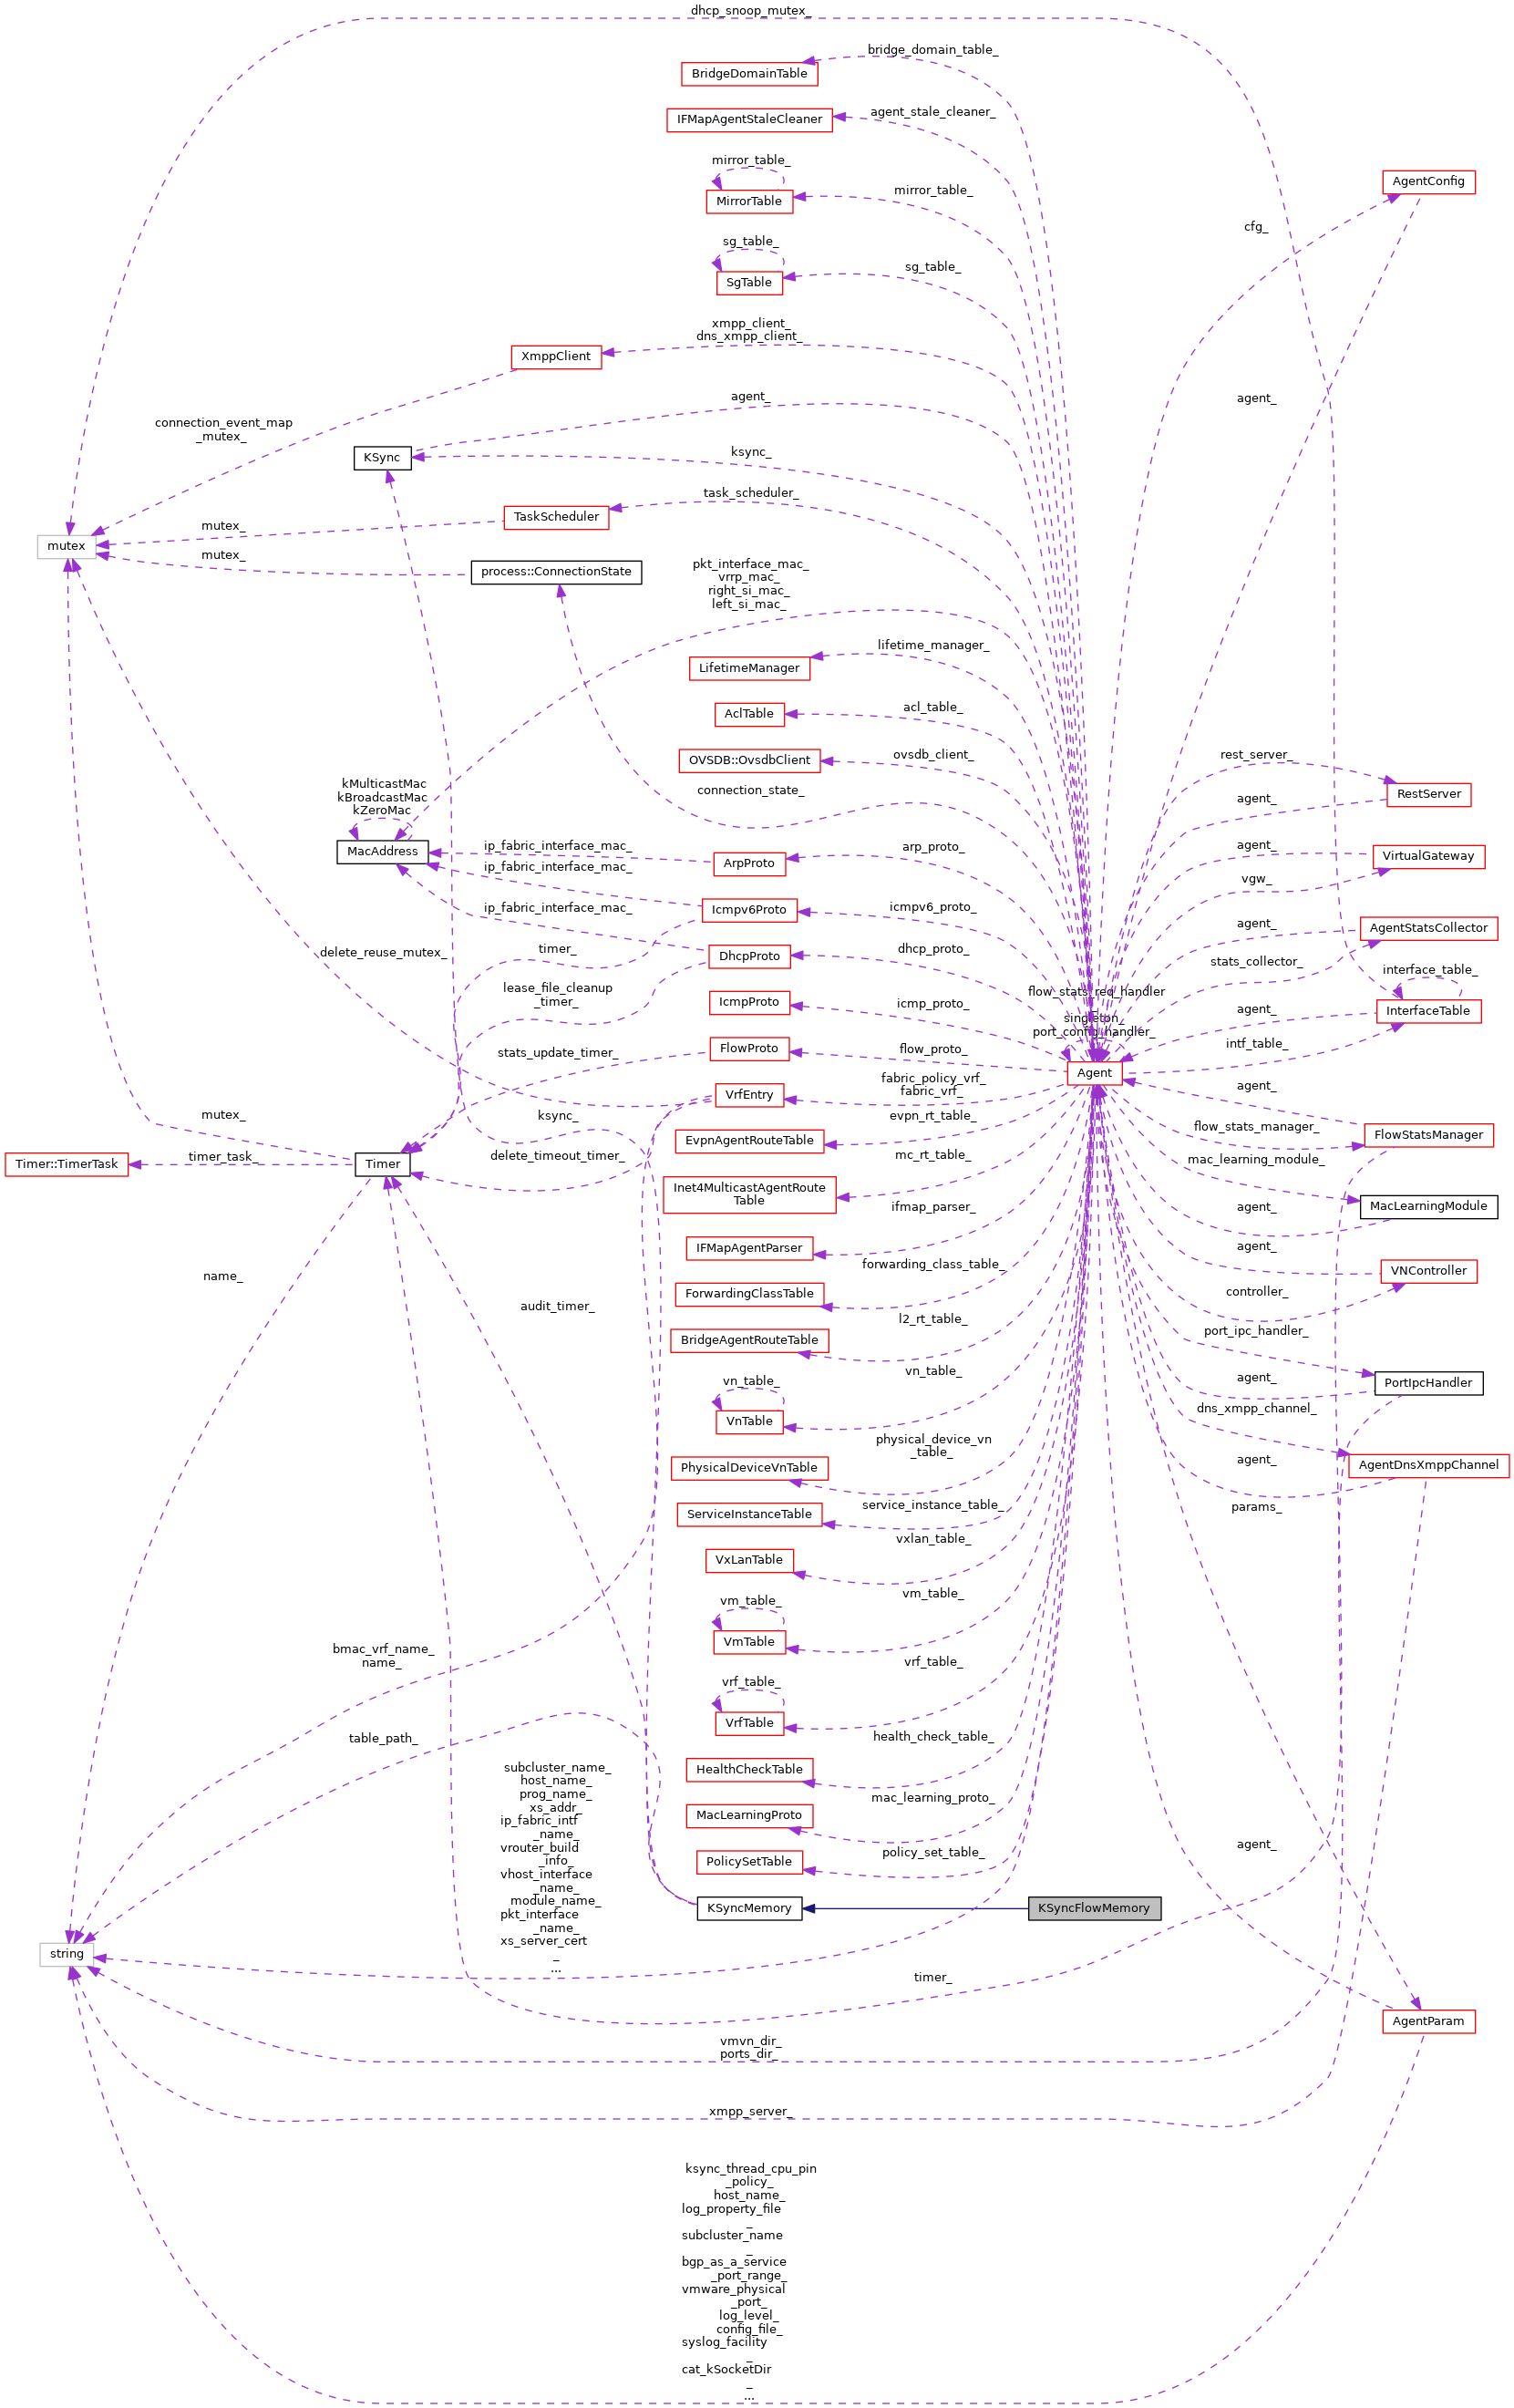 dhcp_snoop_mutex_
bridge_domain_table_
BridgeDomainTable
agent_stale_cleaner_
IFMapAgentStaleCleaner
mirror_table_
MirrorTable
mirror_table_
AgentConfig
cfg_
sg_table_
SgTable
sg_table_
xmpp_client_
dns_xmpp_client_
XmppClient
agent_
agent_
connection_event_map
_mutex_
KSync
ksync_
task_scheduler_
TaskScheduler
mutex_
mutex
mutex_
process::ConnectionState
pkt_interface_mac_
vrrp_mac_
right_si_mac_
left_si_mac_
lifetime_manager_
LifetimeManager
acl_table_
AclTable
ovsdb_client_
OVSDB::OvsdbClient
rest_server_
RestServer
agent_
connection_state_
kMulticastMac
kBroadcastMac
kZeroMac
MacAddress
ip_fabric_interface_mac_
ArpProto
arp_proto_
agent_
VirtualGateway
vgw_
ip_fabric_interface_mac_
Icmpv6Proto
icmpv6_proto_
ip_fabric_interface_mac_
agent_
AgentStatsCollector
delete_reuse_mutex_
timer_
DhcpProto
dhcp_proto_
stats_collector_
lease_file_cleanup
_timer_
IcmpProto
icmp_proto_
flow_stats_req_handler
_
singleton_
port_config_handler_
interface_table_
InterfaceTable
agent_
intf_table_
stats_update_timer_
FlowProto
flow_proto_
Agent
agent_
fabric_policy_vrf_
fabric_vrf_
VrfEntry
mutex_
ksync_
evpn_rt_table_
EvpnAgentRouteTable
flow_stats_manager_
FlowStatsManager
Timer::TimerTask
timer_task_
Timer
delete_timeout_timer_
mc_rt_table_
mac_learning_module_
Inet4MulticastAgentRoute
Table
ifmap_parser_
agent_
MacLearningModule
IFMapAgentParser
agent_
VNController
name_
forwarding_class_table_
ForwardingClassTable
controller_
audit_timer_
l2_rt_table_
BridgeAgentRouteTable
port_ipc_handler_
vn_table_
agent_
PortIpcHandler
vn_table_
VnTable
dns_xmpp_channel_
physical_device_vn
_table_
PhysicalDeviceVnTable
agent_
AgentDnsXmppChannel
service_instance_table_
ServiceInstanceTable
params_
vxlan_table_
VxLanTable
vm_table_
vm_table_
VmTable
bmac_vrf_name_
name_
vrf_table_
vrf_table_
VrfTable
table_path_
health_check_table_
HealthCheckTable
mac_learning_proto_
MacLearningProto
policy_set_table_
PolicySetTable
agent_
subcluster_name_
host_name_
prog_name_
xs_addr_
ip_fabric_intf
_name_
vrouter_build
_info_
vhost_interface
_name_
module_name_
pkt_interface
_name_
xs_server_cert
_
...
KSyncMemory
KSyncFlowMemory
string
timer_
AgentParam
vmvn_dir_
ports_dir_
xmpp_server_
ksync_thread_cpu_pin
_policy_
host_name_
log_property_file
_
subcluster_name
_
bgp_as_a_service
_port_range_
vmware_physical
_port_
log_level_
config_file_
syslog_facility
_
cat_kSocketDir
_
...